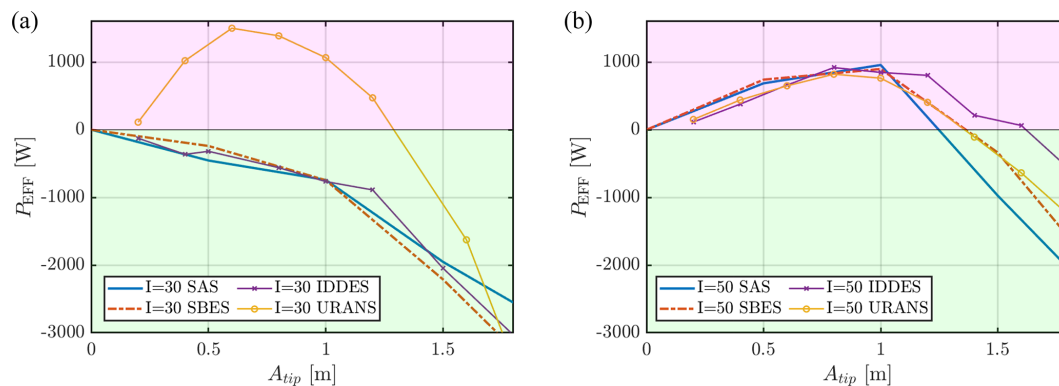 (a)
1000
0
-1000
-2000
-3000
P_EFF [W]
I=30 SAS
I=30 SBES
I=30 IDDES
I=30 URANS
0
0.5
1
1.5
A_tip [m]
(b)
1000
0
-1000
-2000
-3000
P_EFF [W]
I=50 SAS
I=50 SBES
I=50 IDDES
I=50 URANS
0
0.5
1
1.5
A_tip [m]